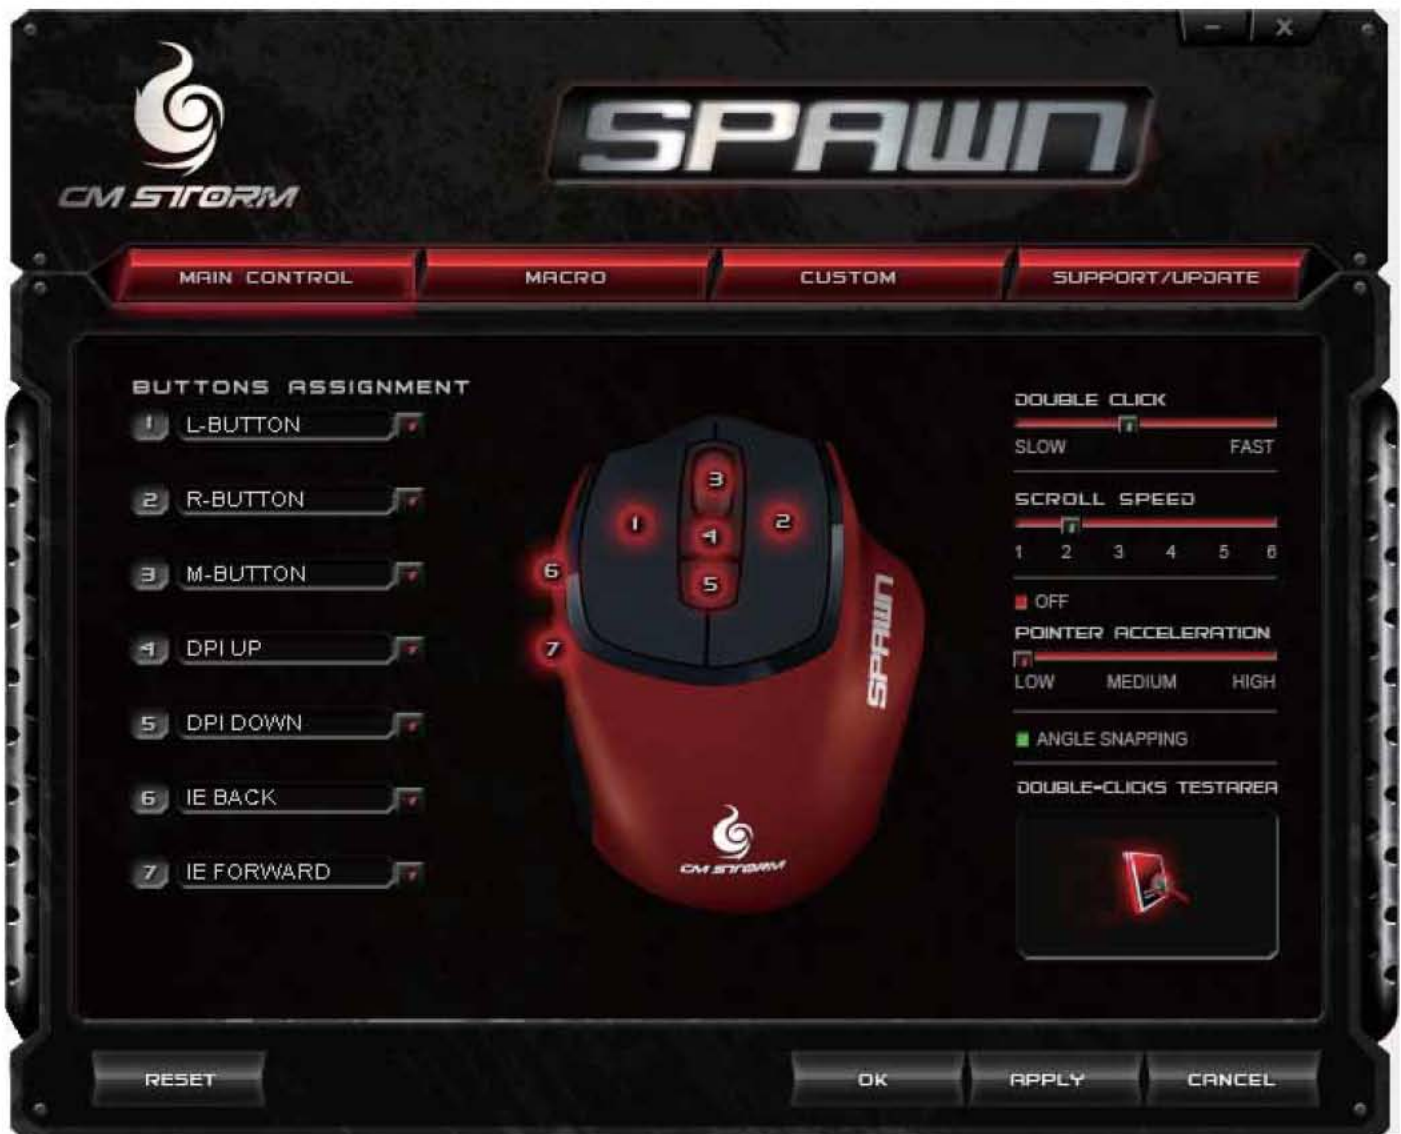 CM STORM
SPAWN
MAIN CONTROL
MACRO
CUSTOM
SUPPORT/UPDATE
BUTTONS ASSIGNMENT
1 L-BUTTON
2 R-BUTTON
3 M-BUTTON
4 DPI UP
5 DPI DOWN
6 IE BACK
7 IE FORWARD
3
1
2
4
5
6
7
SPAWN
CM STORM
DOUBLE CLICK
SLOW FAST
SCROLL SPEED
1 2 3 4 5 6
OFF
POINTER ACCELERATION
LOW MEDIUM HIGH
ANGLE SNAPPING
DOUBLE-CLICKS TESTAREA
RESET
OK
APPLY
CANCEL